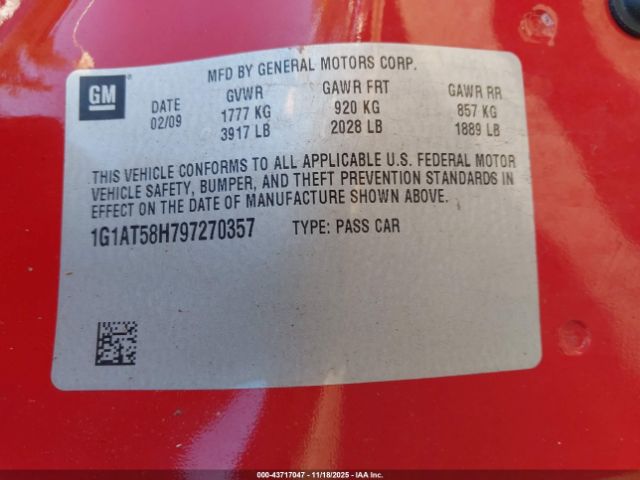 MFD BY GENERAL MOTORS CORP.
GM
DATE GVWR GAWR FRT GAWR RR
02/09 1777 KG 920 KG 857 KG
3917 LB 2028 LB 1889 LB
THIS VEHICLE CONFORMS TO ALL APPLICABLE U.S. FEDERAL MOTOR
VEHICLE SAFETY, BUMPER, AND THEFT PREVENTION STANDARDS IN
EFFECT ON THE DATE OF MANUFACTURE SHOWN ABOVE.
1G1AT58H797270357 TYPE: PASS CAR
000-43717047 - 11/18/2025 - IAA Inc.